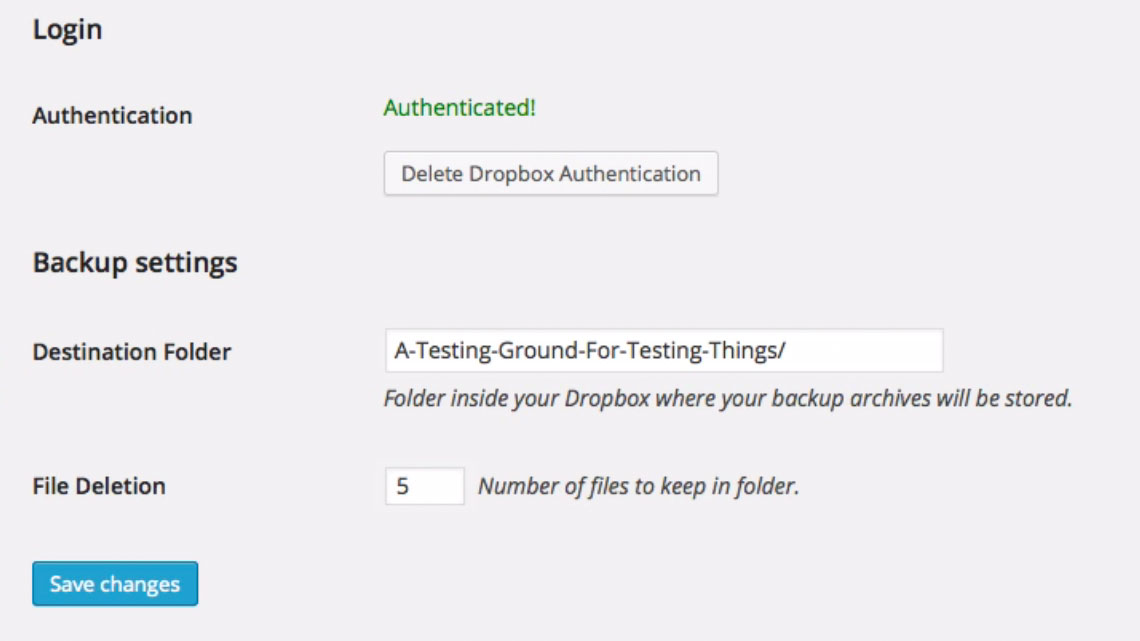 Login
Authentication
Authenticated!
Delete Dropbox Authentication
Backup settings
Destination Folder
A-Testing-Ground-For-Testing-Things/
Folder inside your Dropbox where your backup archives will be stored.
File Deletion
5 Number of files to keep in folder.
Save changes